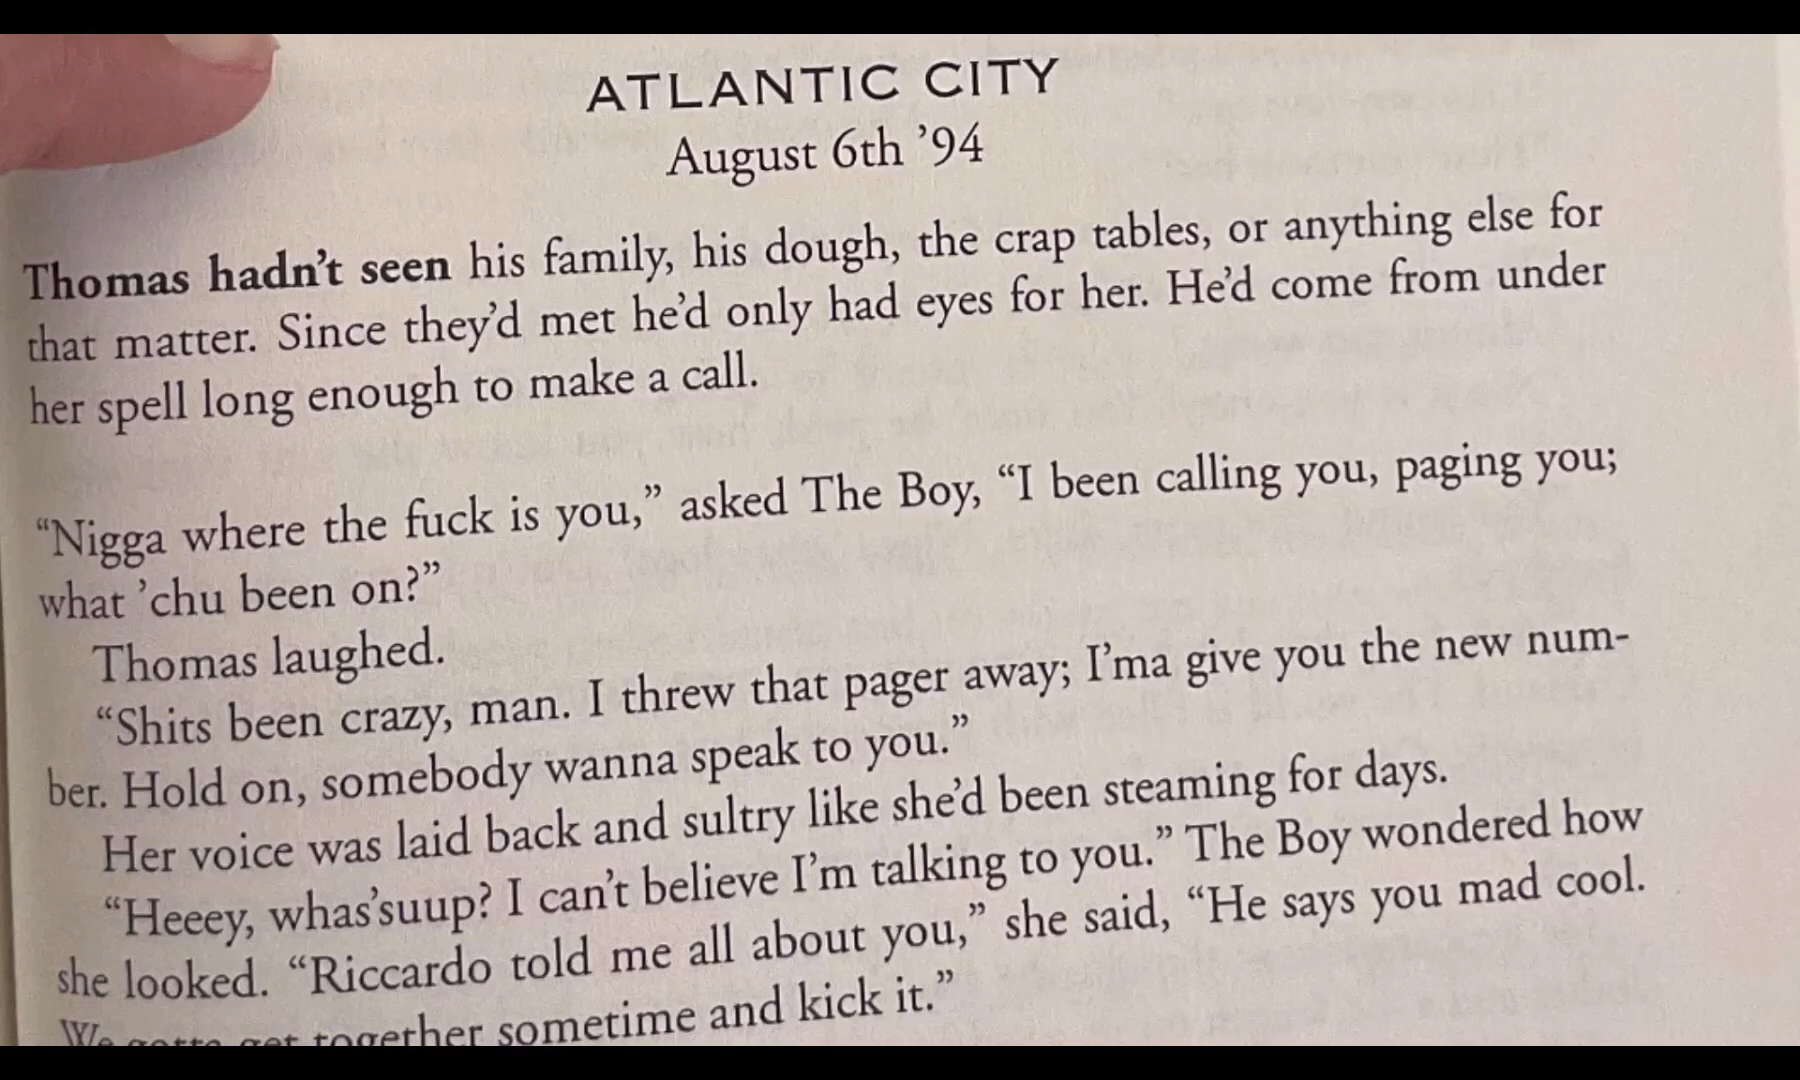 ATLANTIC CITY
August 6th ’94
Thomas hadn’t seen his family, his dough, the crap tables, or anything else for
that matter. Since they’d met he’d only had eyes for her. He’d come from under
her spell long enough to make a call.
“Nigga where the fuck is you,” asked The Boy, “I been calling you, paging you;
what ’chu been on?”
Thomas laughed.
“Shits been crazy, man. I threw that pager away; I’ma give you the new num-
ber. Hold on, somebody wanna speak to you.”
Her voice was laid back and sultry like she’d been steaming for days.
“Heeey, whas’suup? I can’t believe I’m talking to you.” The Boy wondered how
she looked. “Riccardo told me all about you,” she said, “He says you mad cool.
We gotta get together sometime and kick it.”